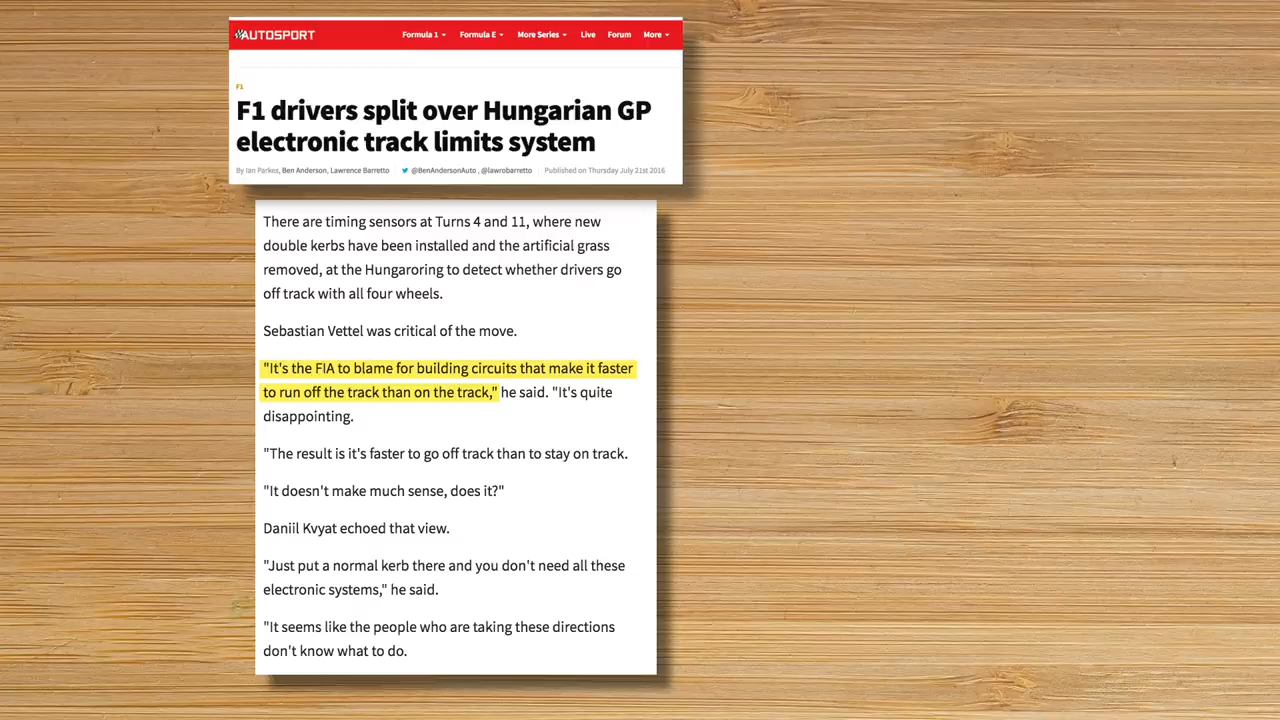 AUTOSPORT
Formula 1 Formula E More Series Live Forum More
F1
F1 drivers split over Hungarian GP
electronic track limits system
By Ian Parkes, Ben Anderson, Lawrence Barretto @BenAndersonAuto , @lawrobarretto Published on Thursday July 21st 2016
There are timing sensors at Turns 4 and 11, where new
double kerbs have been installed and the artificial grass
removed, at the Hungaroring to detect whether drivers go
off track with all four wheels.
Sebastian Vettel was critical of the move.
"It's the FIA to blame for building circuits that make it faster
to run off the track than on the track," he said. "It's quite
disappointing.
"The result is it's faster to go off track than to stay on track.
"It doesn't make much sense, does it?"
Daniil Kvyat echoed that view.
"Just put a normal kerb there and you don't need all these
electronic systems," he said.
"It seems like the people who are taking these directions
don't know what to do.